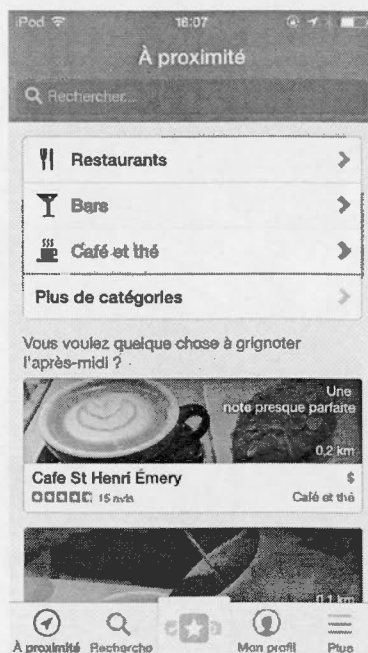 iPod 16:07
À proximité
Rechercher...
Restaurants
Bars
Café et thé
Plus de catégories
Vous voulez quelque chose à grignoter
l'après-midi ?
Une
note presque parfaite
0,2 km
Cafe St Henri Émery $
15 avis Café et thé
0,1 km
À proximité Recherche Mon profil Plus